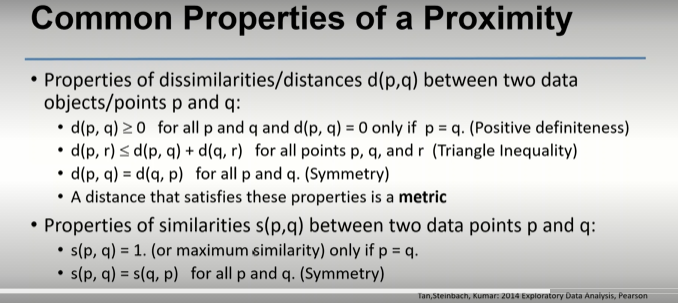 Common Properties of a Proximity
• Properties of dissimilarities/distances d(p,q) between two data
objects/points p and q:
• d(p, q) ≥ 0 for all p and q and d(p, q) = 0 only if p = q. (Positive definiteness)
• d(p, r) ≤ d(p, q) + d(q, r) for all points p, q, and r (Triangle Inequality)
• d(p, q) = d(q, p) for all p and q. (Symmetry)
• A distance that satisfies these properties is a metric
• Properties of similarities s(p,q) between two data points p and q:
• s(p, q) = 1. (or maximum similarity) only if p = q.
• s(p, q) = s(q, p) for all p and q. (Symmetry)
Tan,Steinbach, Kumar: 2014 Exploratory Data Analysis, Pearson